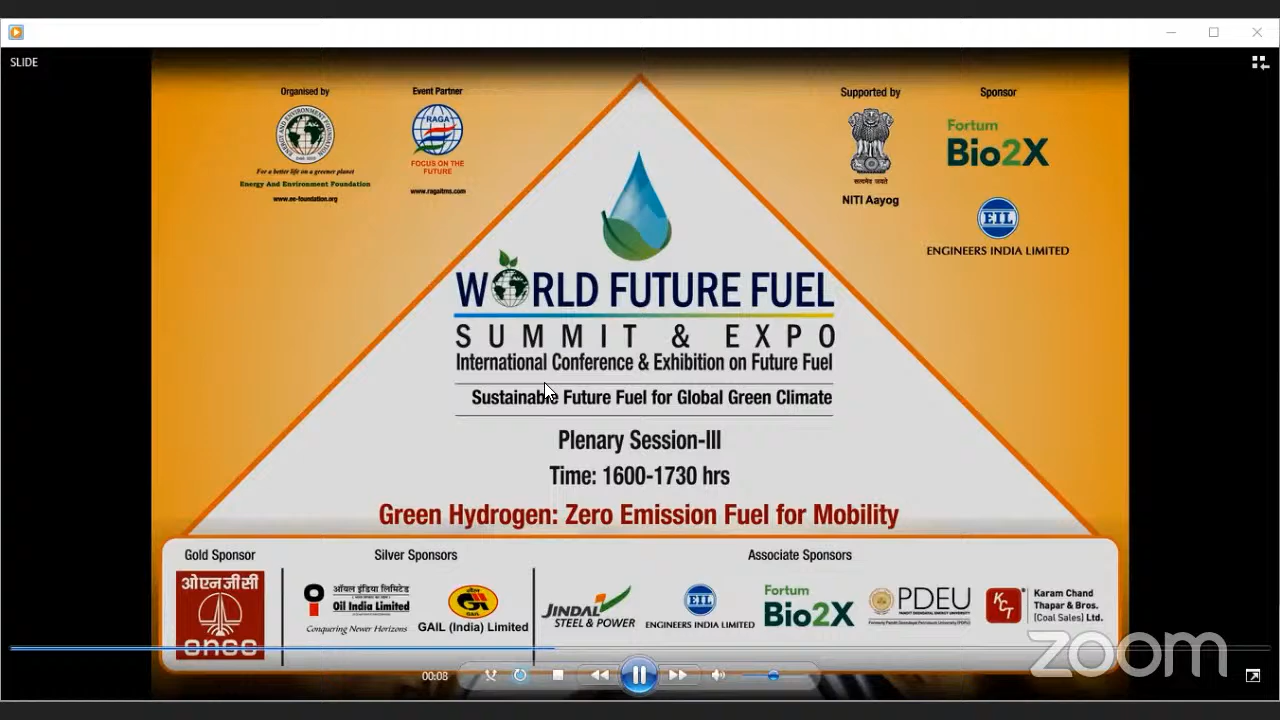 SLIDE
Organised by
For a better life on a greener planet
Energy And Environment Foundation
www.ee-foundation.org
Event Partner
RAGA
FOCUS ON THE
FUTURE
www.ragaitms.com
Supported by
सत्यमेव जयते
NITI Aayog
Sponsor
Fortum
Bio2X
EIL
ENGINEERS INDIA LIMITED
WORLD FUTURE FUEL
SUMMIT & EXPO
International Conference & Exhibition on Future Fuel
Sustainable Future Fuel for Global Green Climate
Plenary Session-III
Time: 1600-1730 hrs
Green Hydrogen: Zero Emission Fuel for Mobility
Gold Sponsor
ओएनजीसी
ongc
Silver Sponsors
ऑयल इंडिया लिमिटेड
Oil India Limited
Conquering Newer Horizons
GAIL
GAIL (India) Limited
Associate Sponsors
JINDAL
STEEL & POWER
EIL
ENGINEERS INDIA LIMITED
Fortum
Bio2X
PDEU
KCT
Karam Chand
Thapar & Bros.
(Coal Sales) Ltd.
zoom
00:08